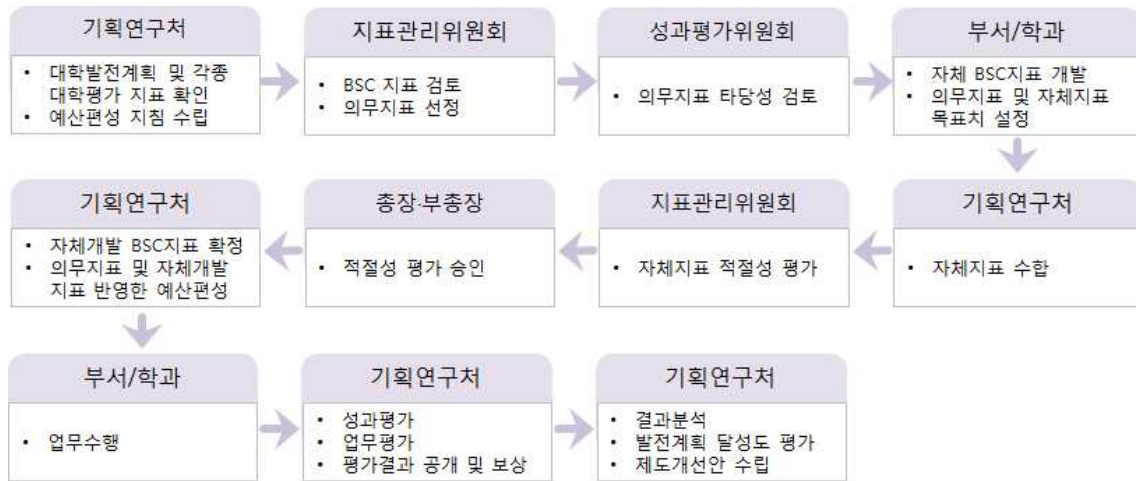 기획연구처
• 대학발전계획 및 각종
대학평가 지표 확인
• 예산편성 지침 수립
지표관리위원회
• BSC 지표 검토
• 의무지표 선정
성과평가위원회
• 의무지표 타당성 검토
부서/학과
• 자체 BSC지표 개발
• 의무지표 및 자체지표
목표치 설정
기획연구처
• 자체지표 수합
지표관리위원회
• 자체지표 적절성 평가
총장·부총장
• 적절성 평가 승인
기획연구처
• 자체개발 BSC지표 확정
• 의무지표 및 자체개발
지표 반영한 예산편성
부서/학과
• 업무수행
기획연구처
• 성과평가
• 업무평가
• 평가결과 공개 및 보상
기획연구처
• 결과분석
• 발전계획 달성도 평가
• 제도개선안 수립